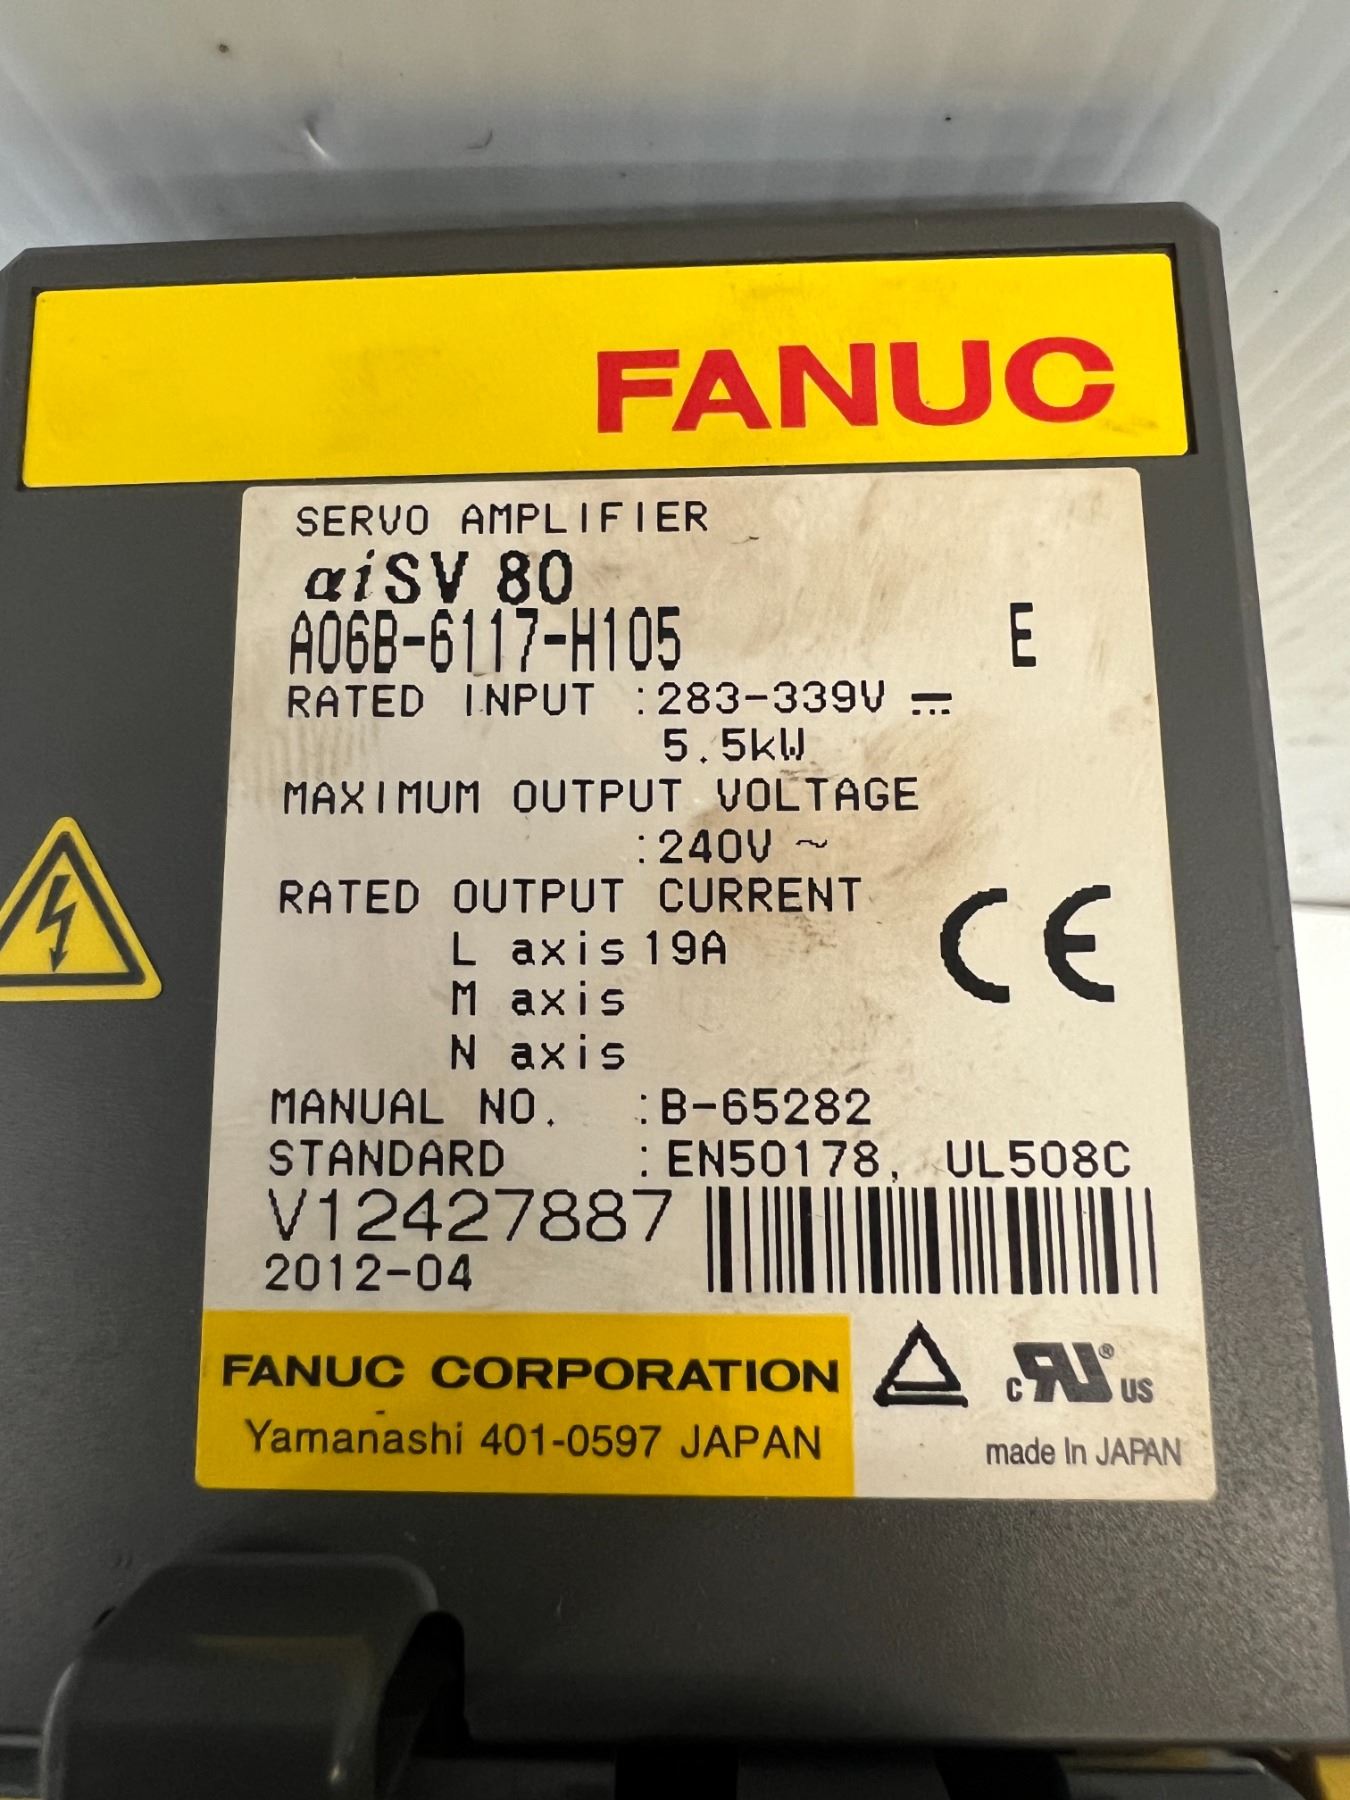 FANUC
SERVO AMPLIFIER
αiSV 80
A06B-6117-H105 E
RATED INPUT :283-339V ⎓
5.5kW
MAXIMUM OUTPUT VOLTAGE
:240V ~
RATED OUTPUT CURRENT
L axis 19A
M axis
N axis
CE
MANUAL NO. :B-65282
STANDARD :EN50178, UL508C
V12427887
2012-04
FANUC CORPORATION
Yamanashi 401-0597 JAPAN
c RU ® US
made In JAPAN